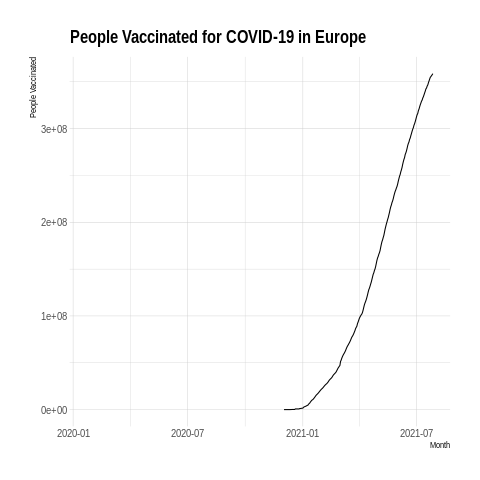 People Vaccinated for COVID-19 in Europe
People Vaccinated
3e+08
2e+08
1e+08
0e+00
2020-01 2020-07 2021-01 2021-07
Month